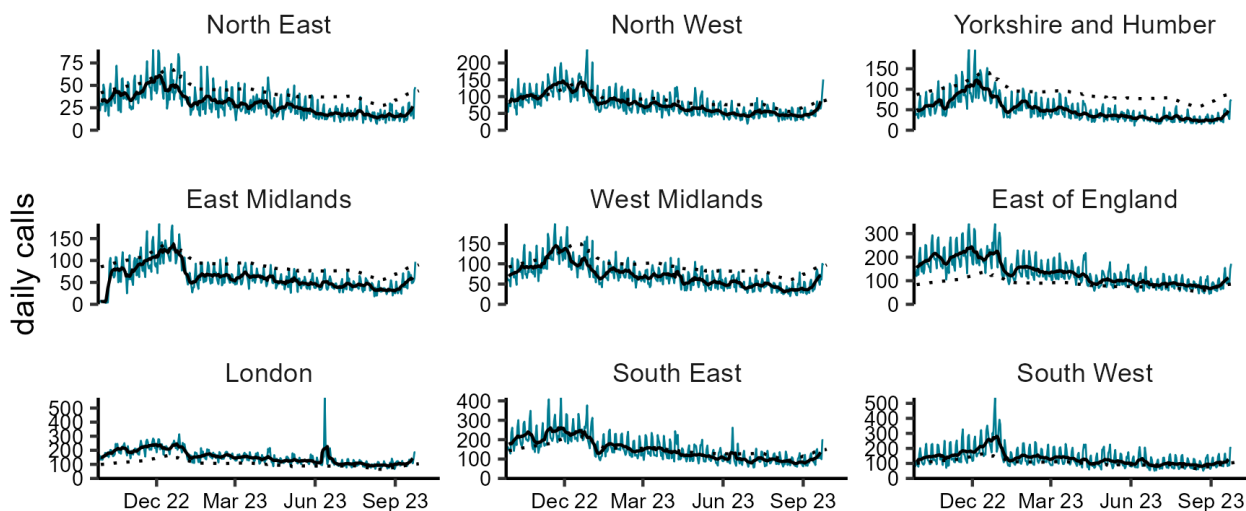 North East North West Yorkshire and Humber
75 200 150
50 150 100
25 100 50
0 50 0
0
East Midlands West Midlands East of England
150 150 300
100 100 200
50 50 100
0 0 0
daily calls
London South East South West
500 400 500
400 300 400
300 200 300
200 100 200
100 0 100
0 0
Dec 22 Mar 23 Jun 23 Sep 23 Dec 22 Mar 23 Jun 23 Sep 23 Dec 22 Mar 23 Jun 23 Sep 23